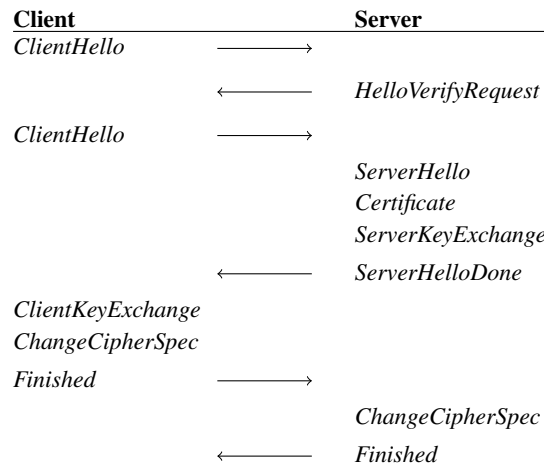 Client Server
ClientHello
HelloVerifyRequest
ClientHello
ServerHello
Certificate
ServerKeyExchange
ServerHelloDone
ClientKeyExchange
ChangeCipherSpec
Finished
ChangeCipherSpec
Finished